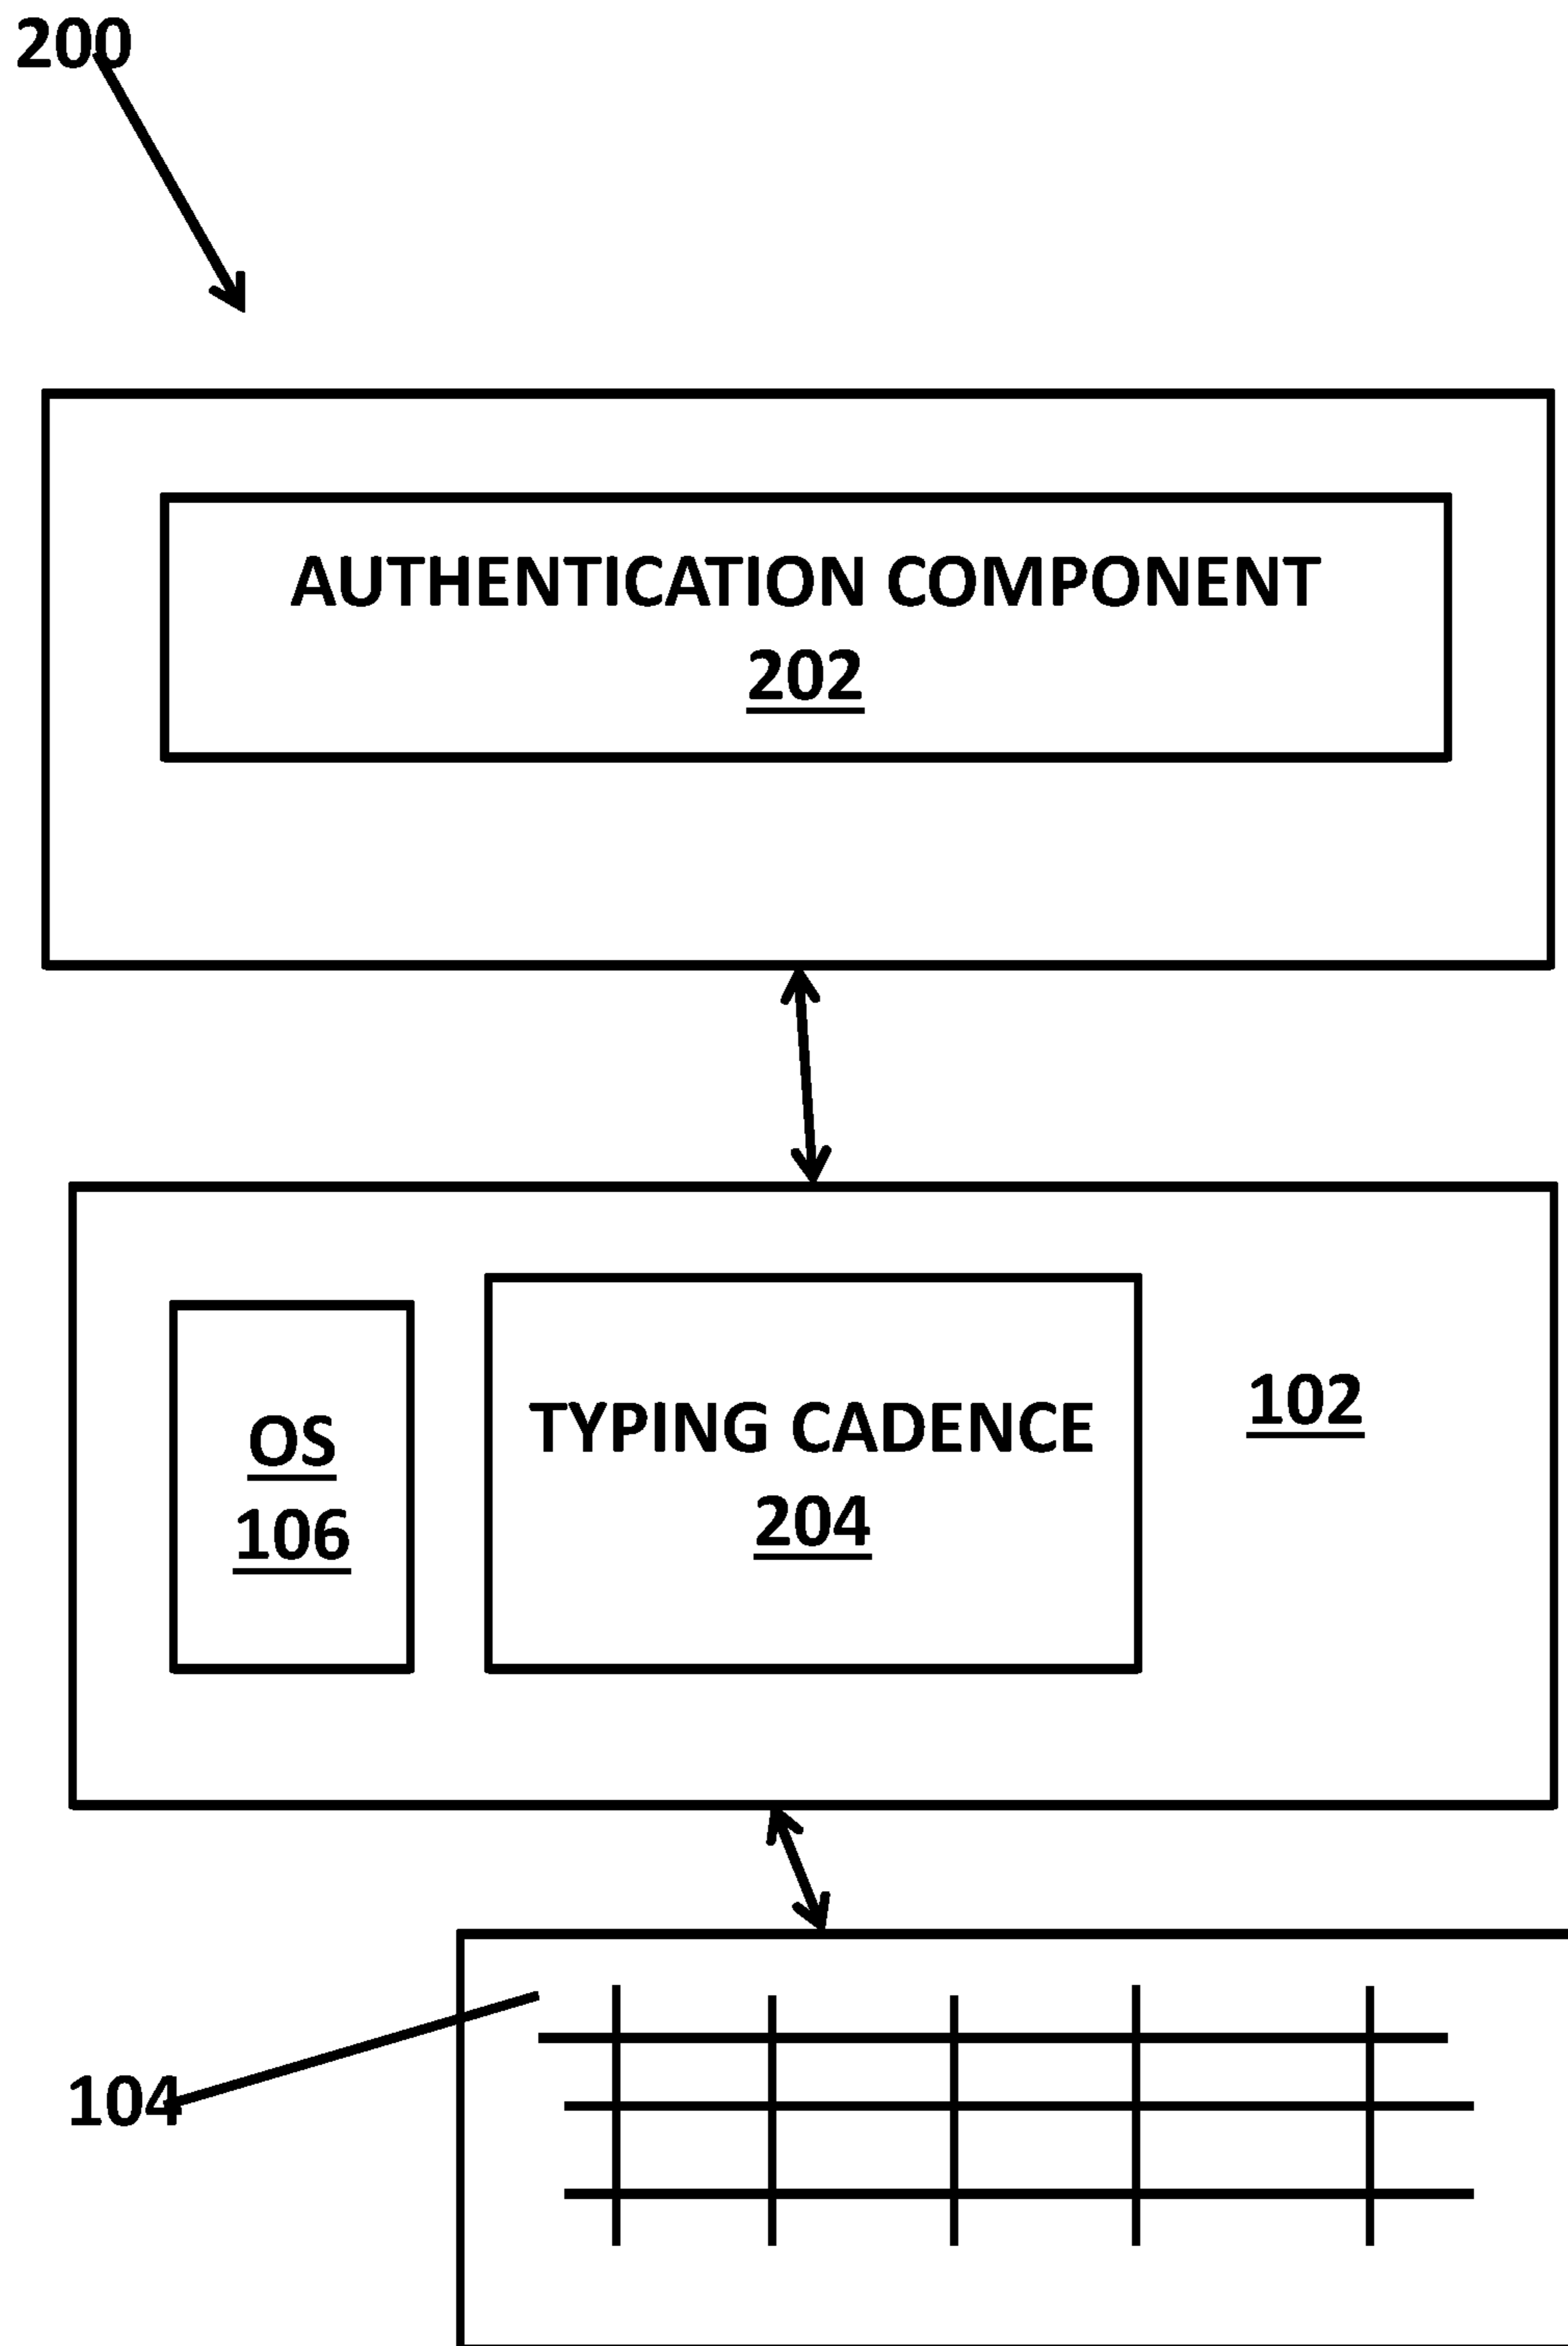 200
AUTHENTICATION COMPONENT
202
OS
106
TYPING CADENCE
204
102
104